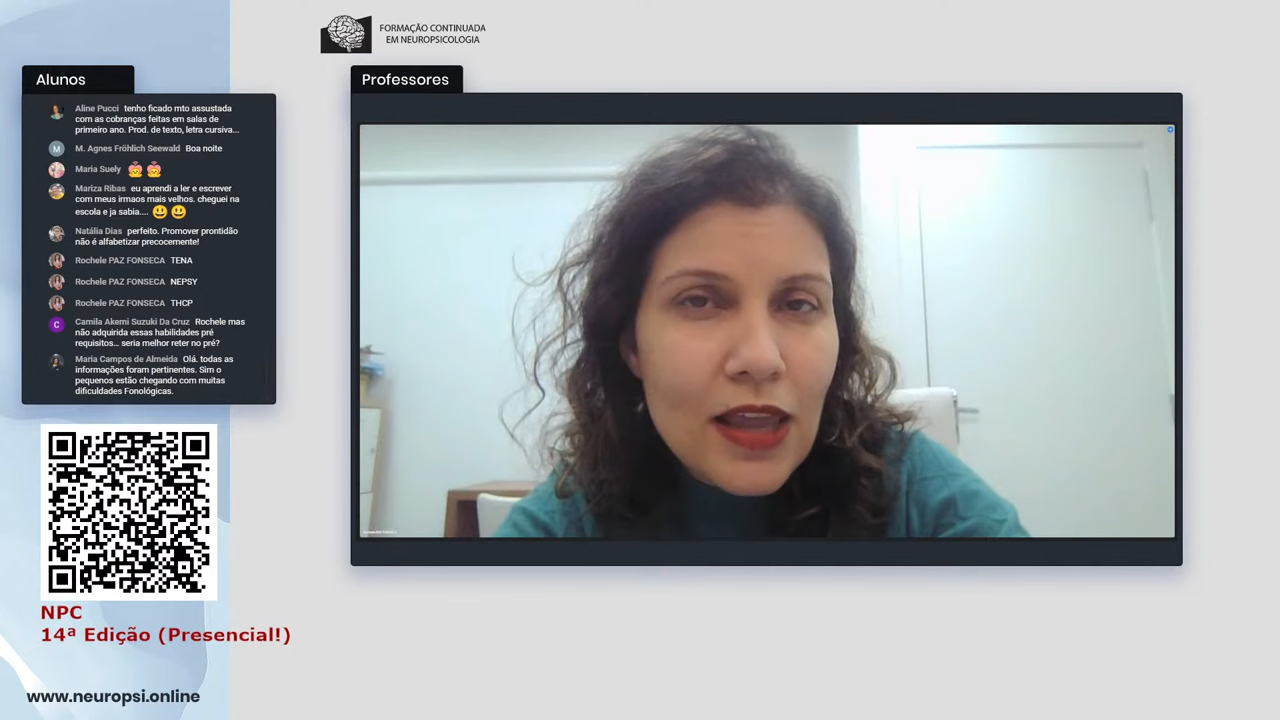 FORMAÇÃO CONTINUADA
EM NEUROPSICOLOGIA
Alunos
Aline Pucci tenho ficado mto assustada
com as cobranças feitas em salas de
primeiro ano. Prod. de texto, letra cursiva...
M
M. Agnes Fröhlich Seewald Boa noite
Maria Suely
Mariza Ribas eu aprendi a ler e escrever
com meus irmaos mais velhos. cheguei na
escola e ja sabia....
Natália Dias perfeito. Promover prontidão
não é alfabetizar precocemente!
Rochele PAZ FONSECA TENA
Rochele PAZ FONSECA NEPSY
Rochele PAZ FONSECA THCP
C
Camila Akemi Suzuki Da Cruz Rochele mas
não adquirida essas habilidades pré
requisitos... seria melhor reter no pré?
Maria Campos de Almeida Olá. todas as
informações foram pertinentes. Sim o
pequenos estão chegando com muitas
dificuldades Fonológicas.
Professores
NPC
14ª Edição (Presencial!)
www.neuropsi.online